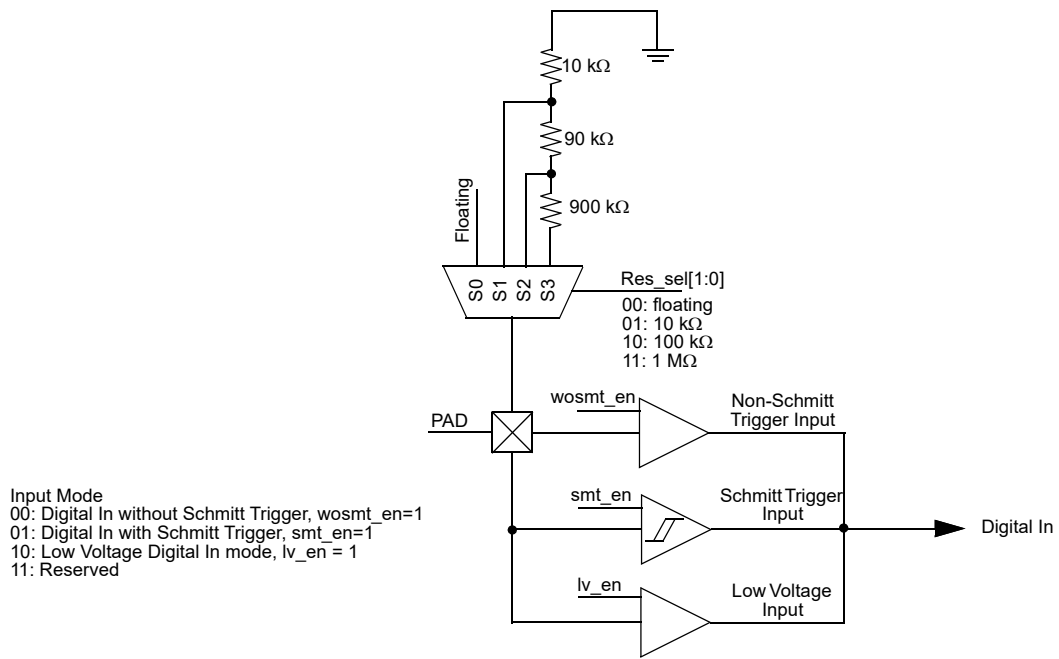 10 kΩ
90 kΩ
900 kΩ
Floating
S0
S1
S2
S3
Res_sel[1:0]
00: floating
01: 10 kΩ
10: 100 kΩ
11: 1 MΩ
PAD
wosmt_en
Non-Schmitt
Trigger Input
smt_en
Schmitt Trigger
Input
Digital In
lv_en
Low Voltage
Input
Input Mode
00: Digital In without Schmitt Trigger, wosmt_en=1
01: Digital In with Schmitt Trigger, smt_en=1
10: Low Voltage Digital In mode, lv_en = 1
11: Reserved